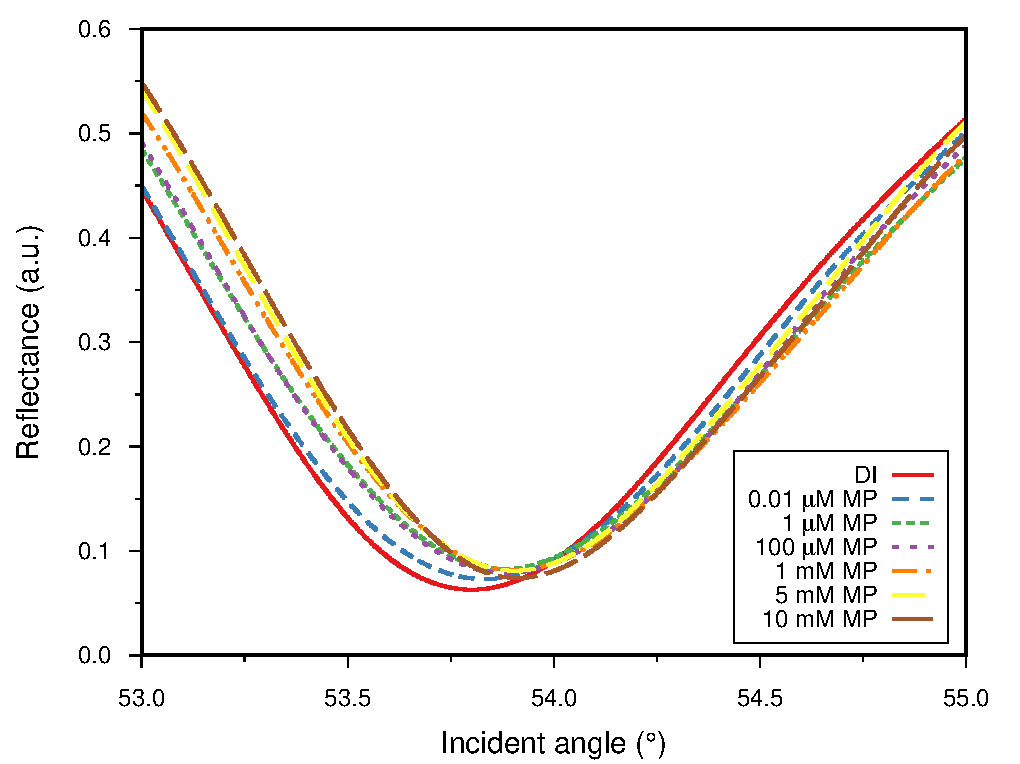 0.6
0.5
0.4
0.3
0.2
0.1
0.0
Reflectance (a.u.)
DI
0.01 μM MP
1 μM MP
100 μM MP
1 mM MP
5 mM MP
10 mM MP
53.0 53.5 54.0 54.5 55.0
Incident angle (°)